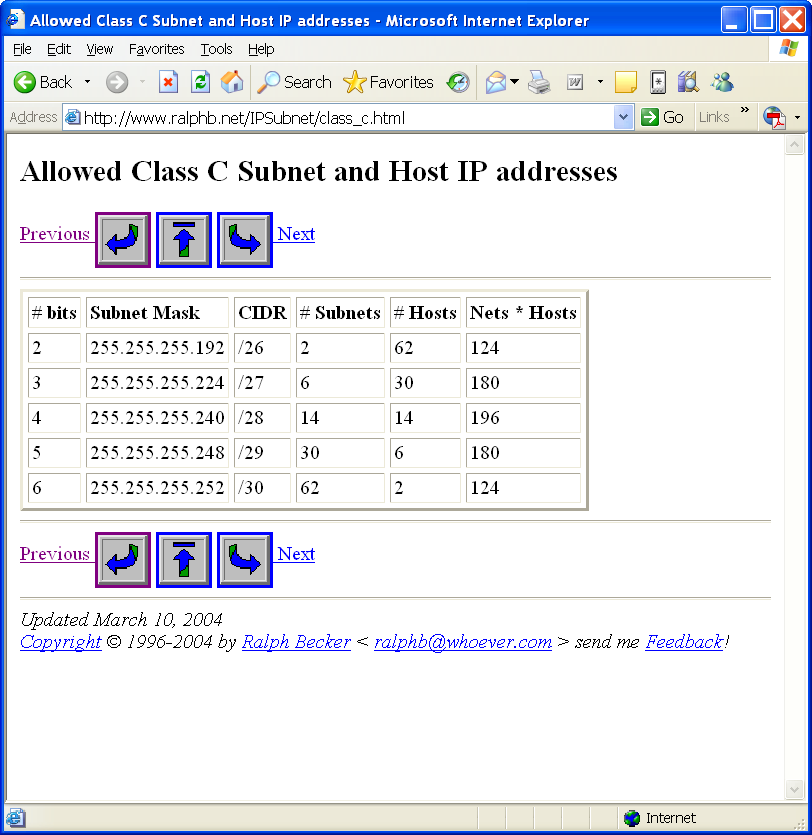 Allowed Class C Subnet and Host IP addresses - Microsoft Internet Explorer
File Edit View Favorites Tools Help
Back Search Favorites
Address http://www.ralphb.net/IPSubnet/class_c.html Go Links »
Allowed Class C Subnet and Host IP addresses
Previous Next
# bits Subnet Mask CIDR # Subnets # Hosts Nets * Hosts
2 255.255.255.192 /26 2 62 124
3 255.255.255.224 /27 6 30 180
4 255.255.255.240 /28 14 14 196
5 255.255.255.248 /29 30 6 180
6 255.255.255.252 /30 62 2 124
Previous Next
Updated March 10, 2004
Copyright © 1996-2004 by Ralph Becker < ralphb@whoever.com > send me Feedback!
Internet